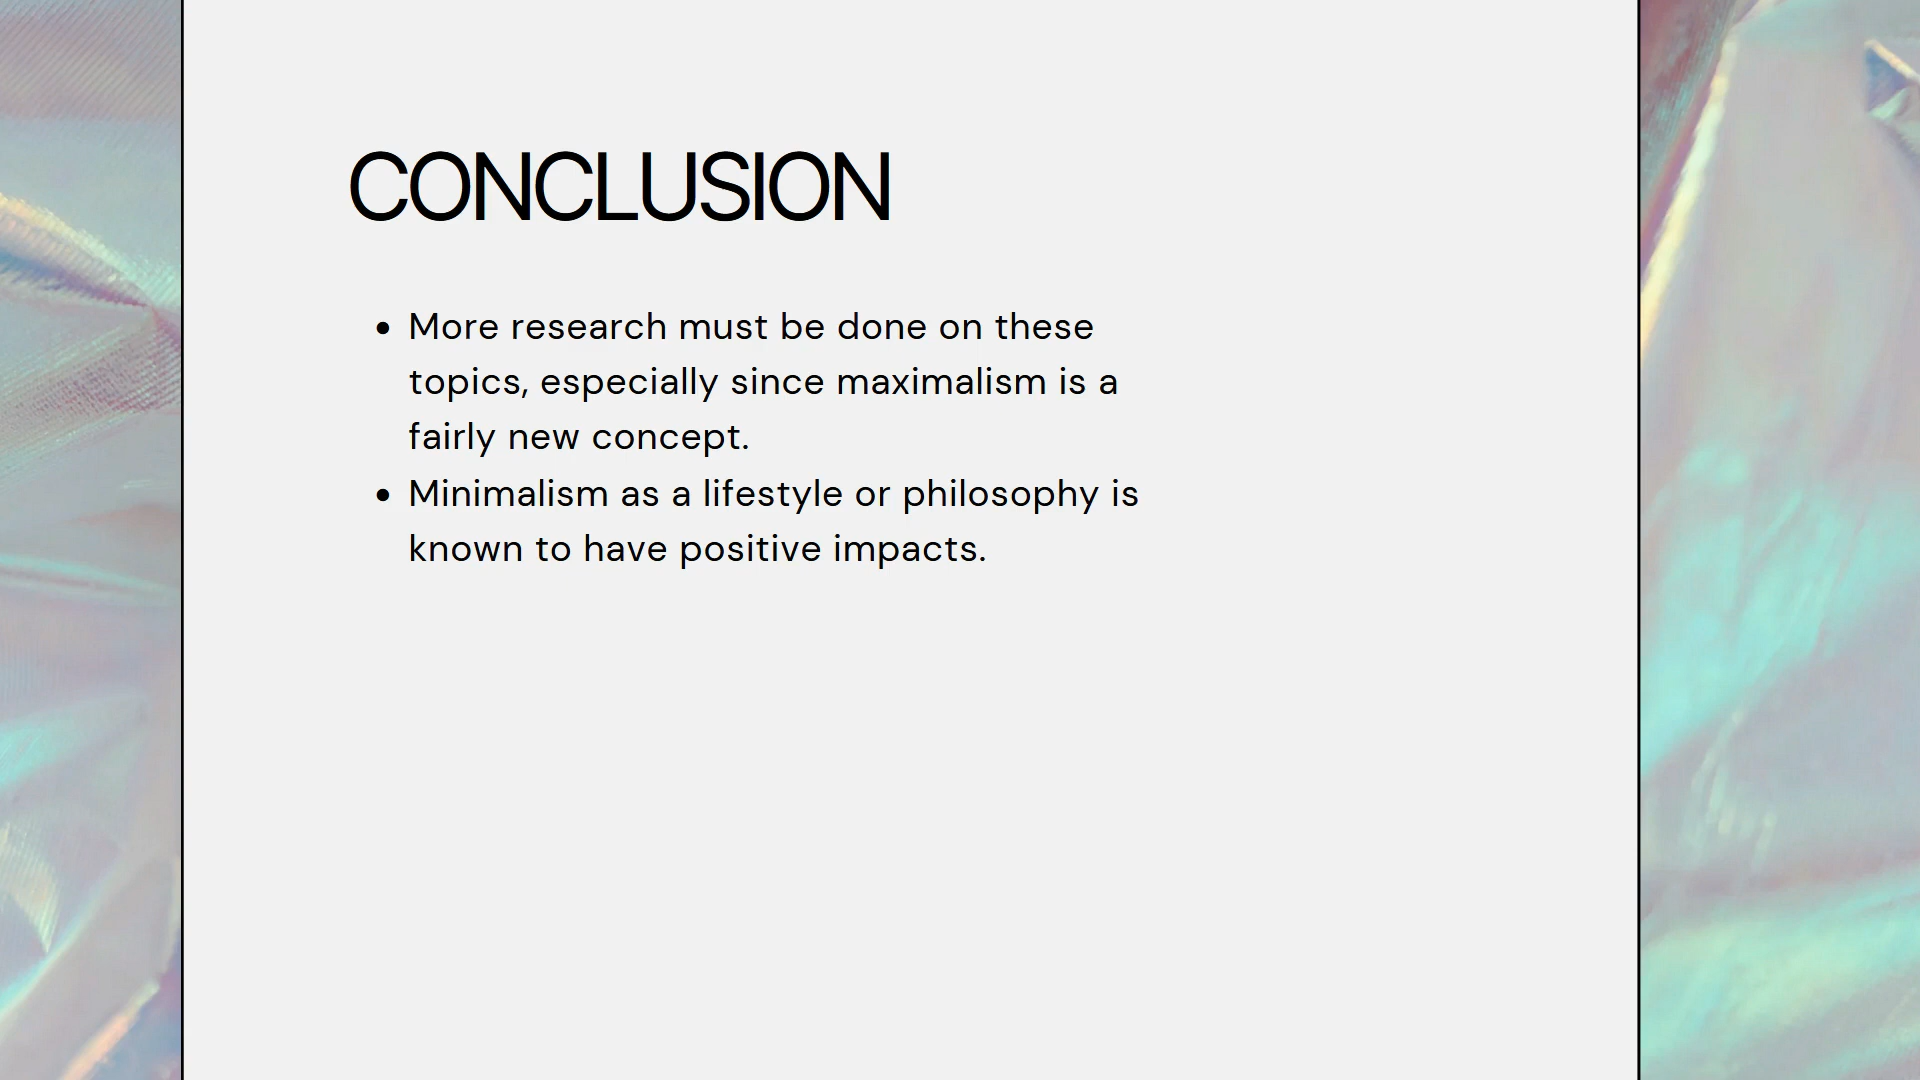 CONCLUSION
• More research must be done on these
topics, especially since maximalism is a
fairly new concept.
• Minimalism as a lifestyle or philosophy is
known to have positive impacts.